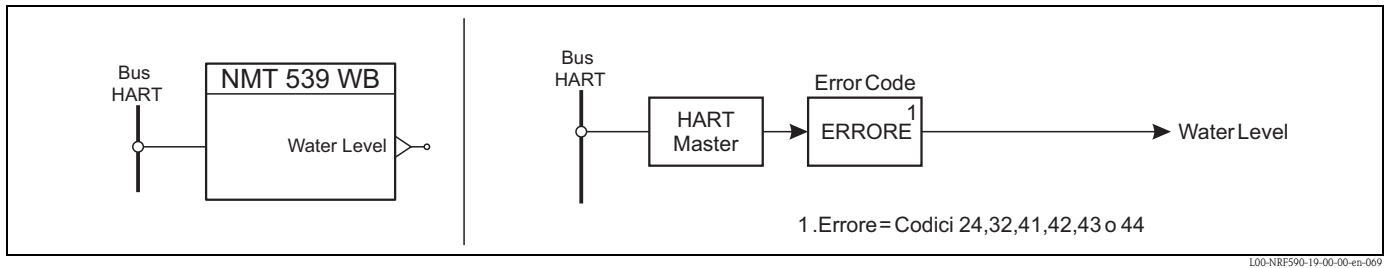 Bus
HART
NMT 539 WB
Water Level
Bus
HART
HART
Master
Error Code
1
ERRORE
Water Level
1 .Errore = Codici 24,32,41,42,43 o 44
L00-NRF590-19-00-00-en-069